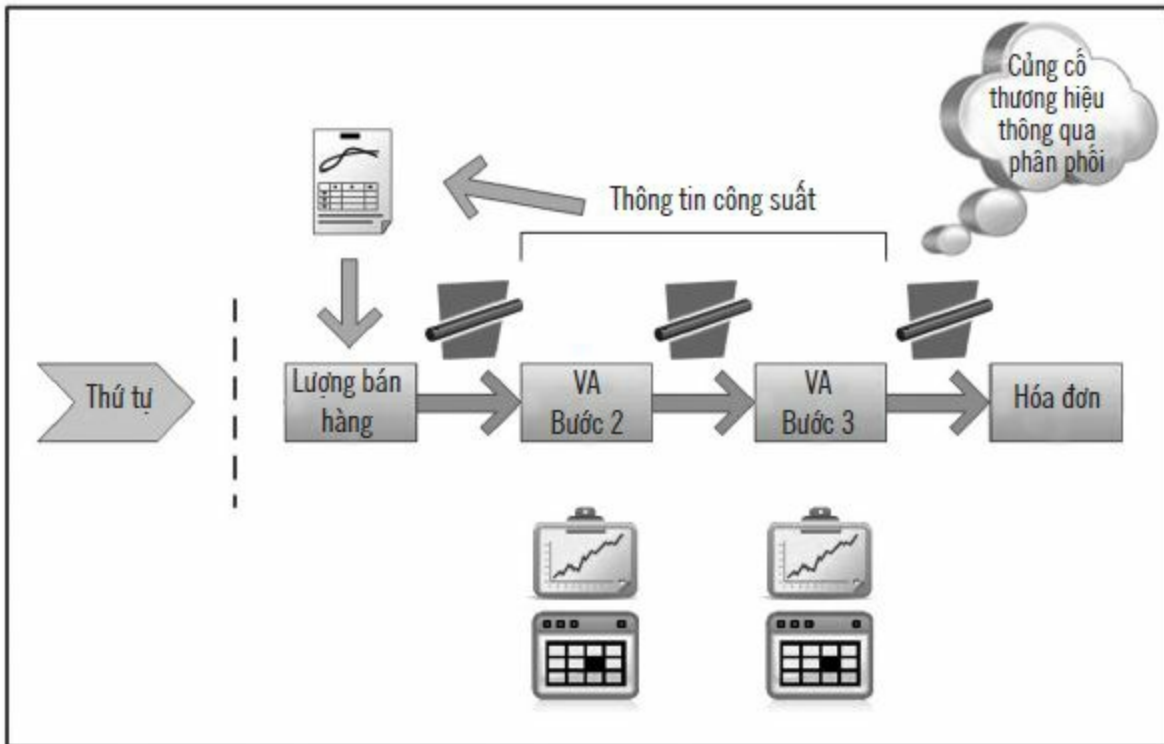 Củng cố
thương hiệu
thông qua
phân phối
Thông tin công suất
Thứ tự
Lượng bán
hàng
VA
Bước 2
VA
Bước 3
Hóa đơn